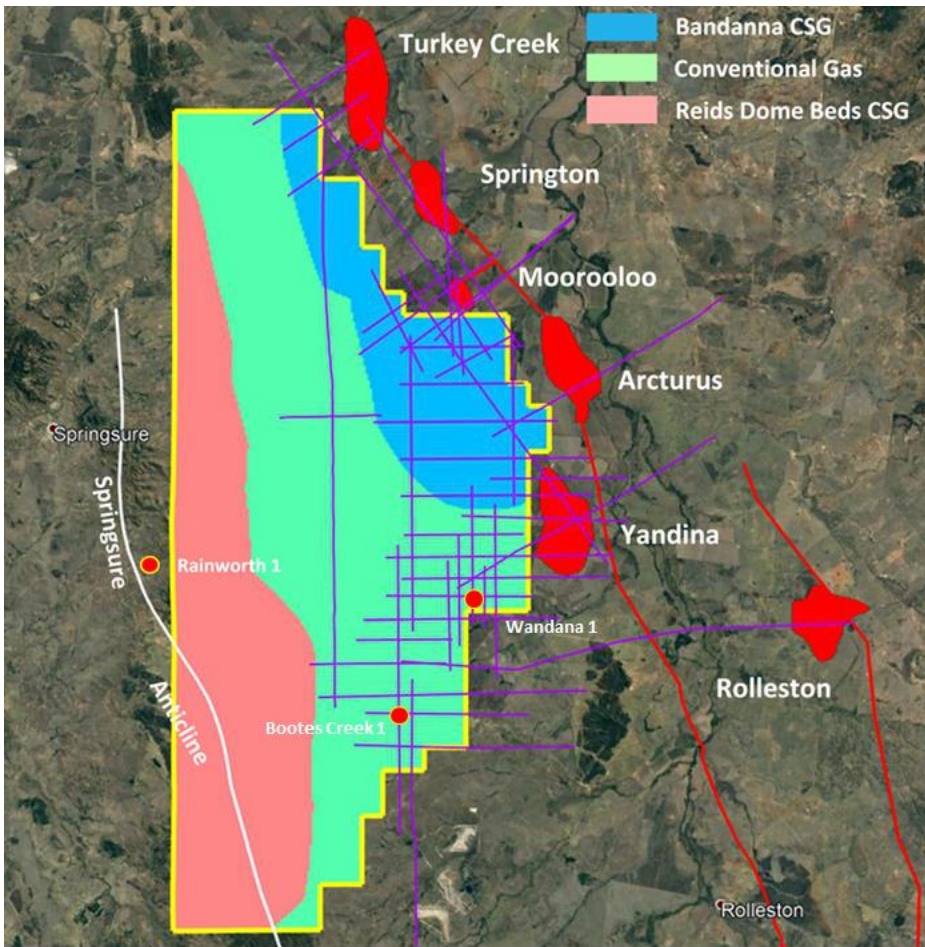 Turkey Creek
Bandanna CSG
Conventional Gas
Reids Dome Beds CSG
Springton
Moorooloo
Arcturus
Springsure
Springsure
Yandina
Rainworth 1
Wandana 1
Rolleston
Anticline
Bootes Creek 1
Rolleston